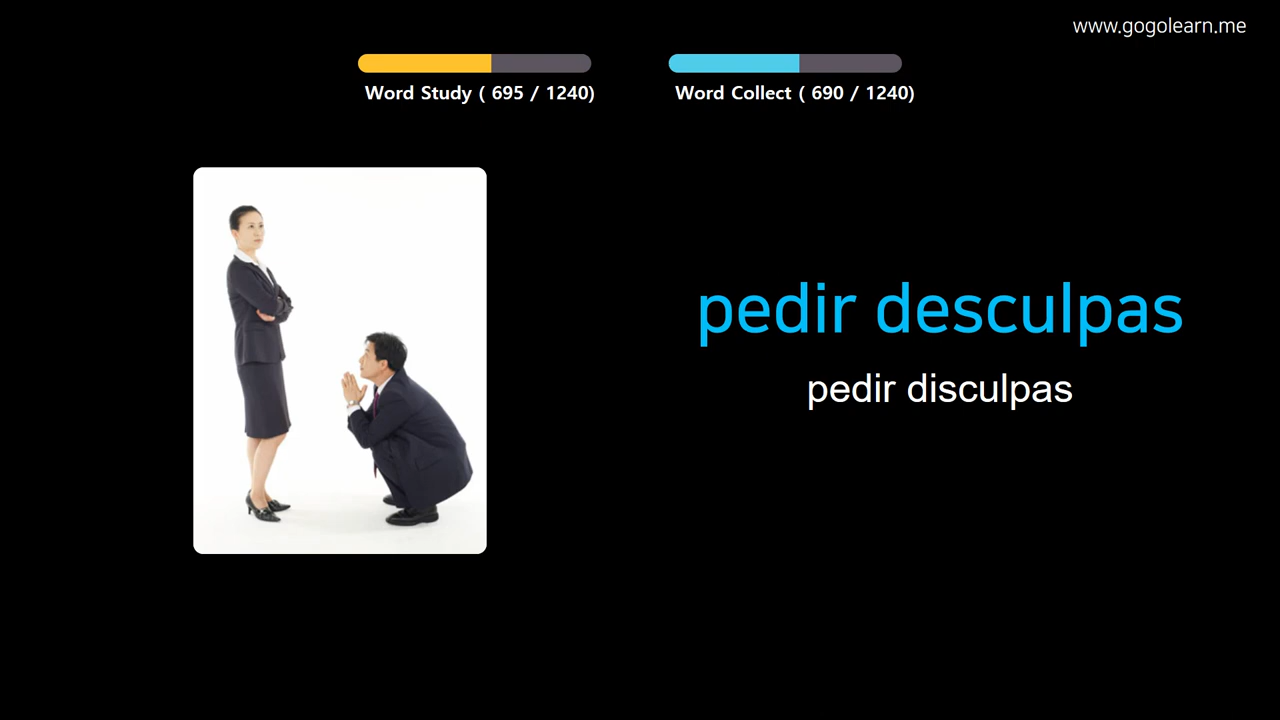 www.gogolearn.me
Word Study ( 695 / 1240)
Word Collect ( 690 / 1240)
pedir desculpas
pedir disculpas